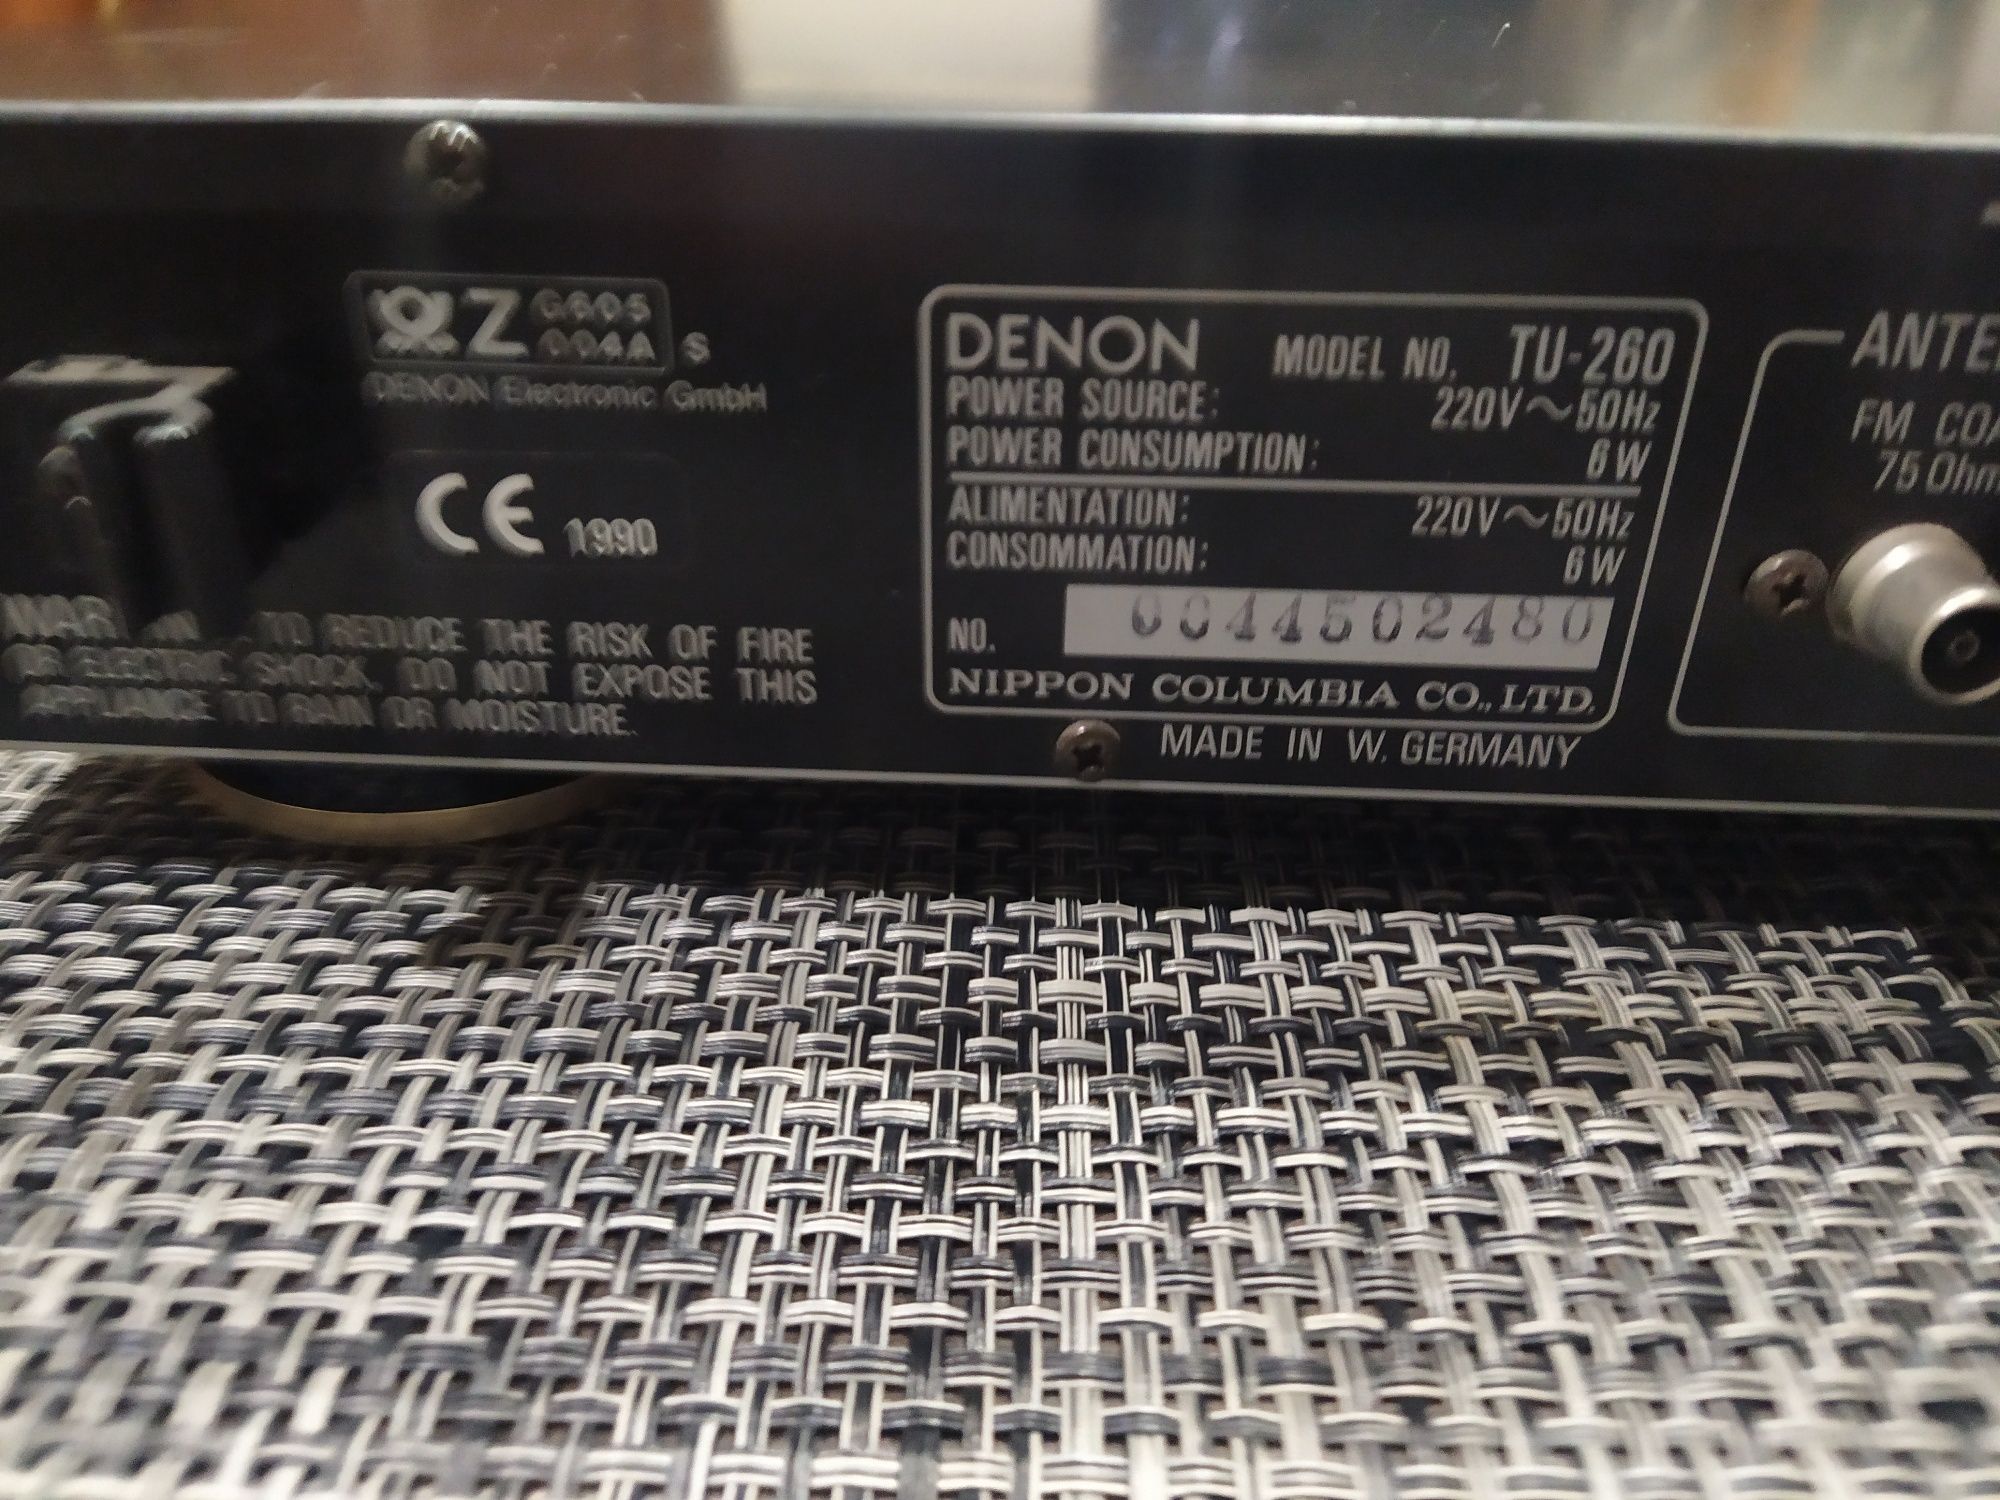 Z G605
004A S
DENON Electronic GmbH
CE 1990
TO REDUCE THE RISK OF FIRE
OR ELECTRIC SHOCK. DO NOT EXPOSE THIS
APPLIANCE TO RAIN OR MOISTURE.
DENON MODEL NO. TU-260
POWER SOURCE: 220V~50Hz
POWER CONSUMPTION: 6W
ALIMENTATION: 220V~50Hz
CONSOMMATION: 6W
NO. 0044502480
NIPPON COLUMBIA CO., LTD.
MADE IN W. GERMANY
FM
75 Ohm